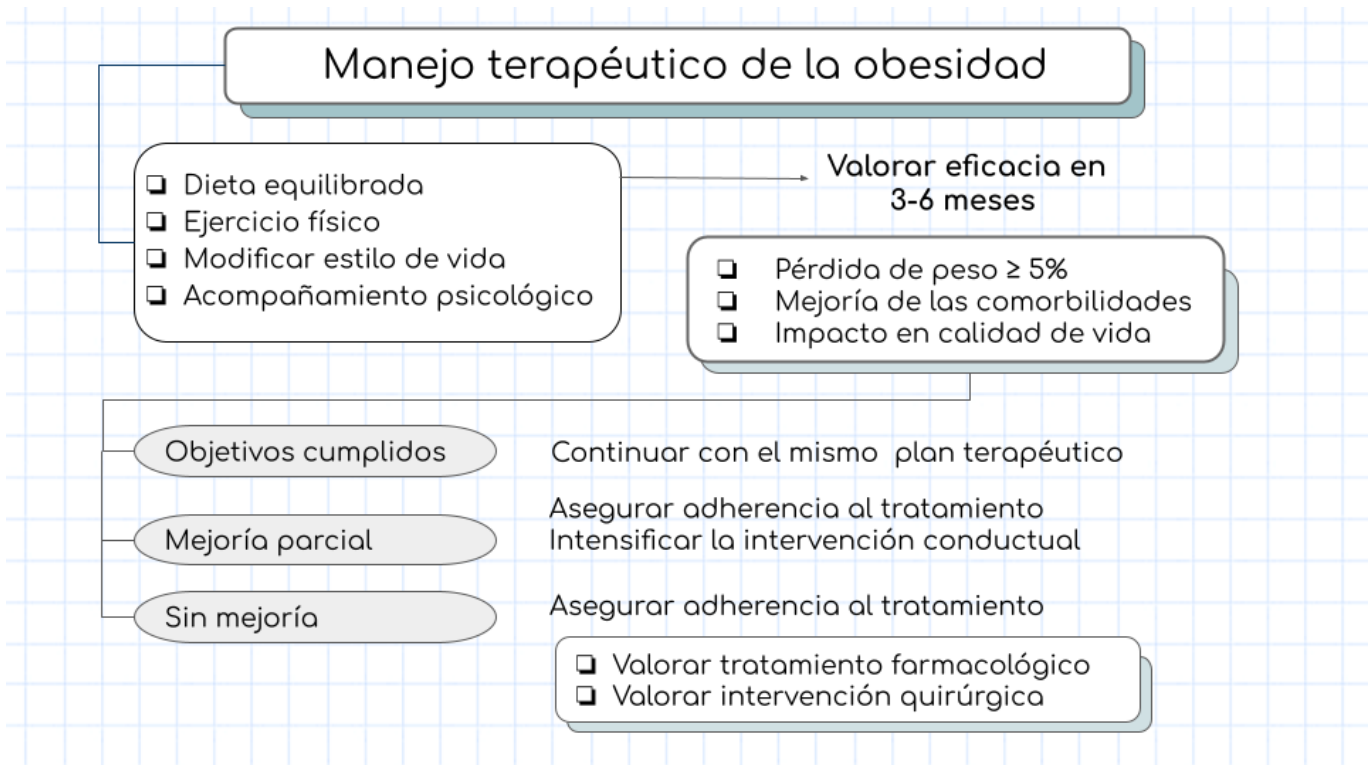 Manejo terapéutico de la obesidad
❏ Dieta equilibrada
❏ Ejercicio físico
❏ Modificar estilo de vida
❏ Acompañamiento psicológico
Valorar eficacia en
3-6 meses
❏ Pérdida de peso ≥ 5%
❏ Mejoría de las comorbilidades
❏ Impacto en calidad de vida
Objetivos cumplidos
Continuar con el mismo plan terapéutico
Mejoría parcial
Asegurar adherencia al tratamiento
Intensificar la intervención conductual
Sin mejoría
Asegurar adherencia al tratamiento
❏ Valorar tratamiento farmacológico
❏ Valorar intervención quirúrgica